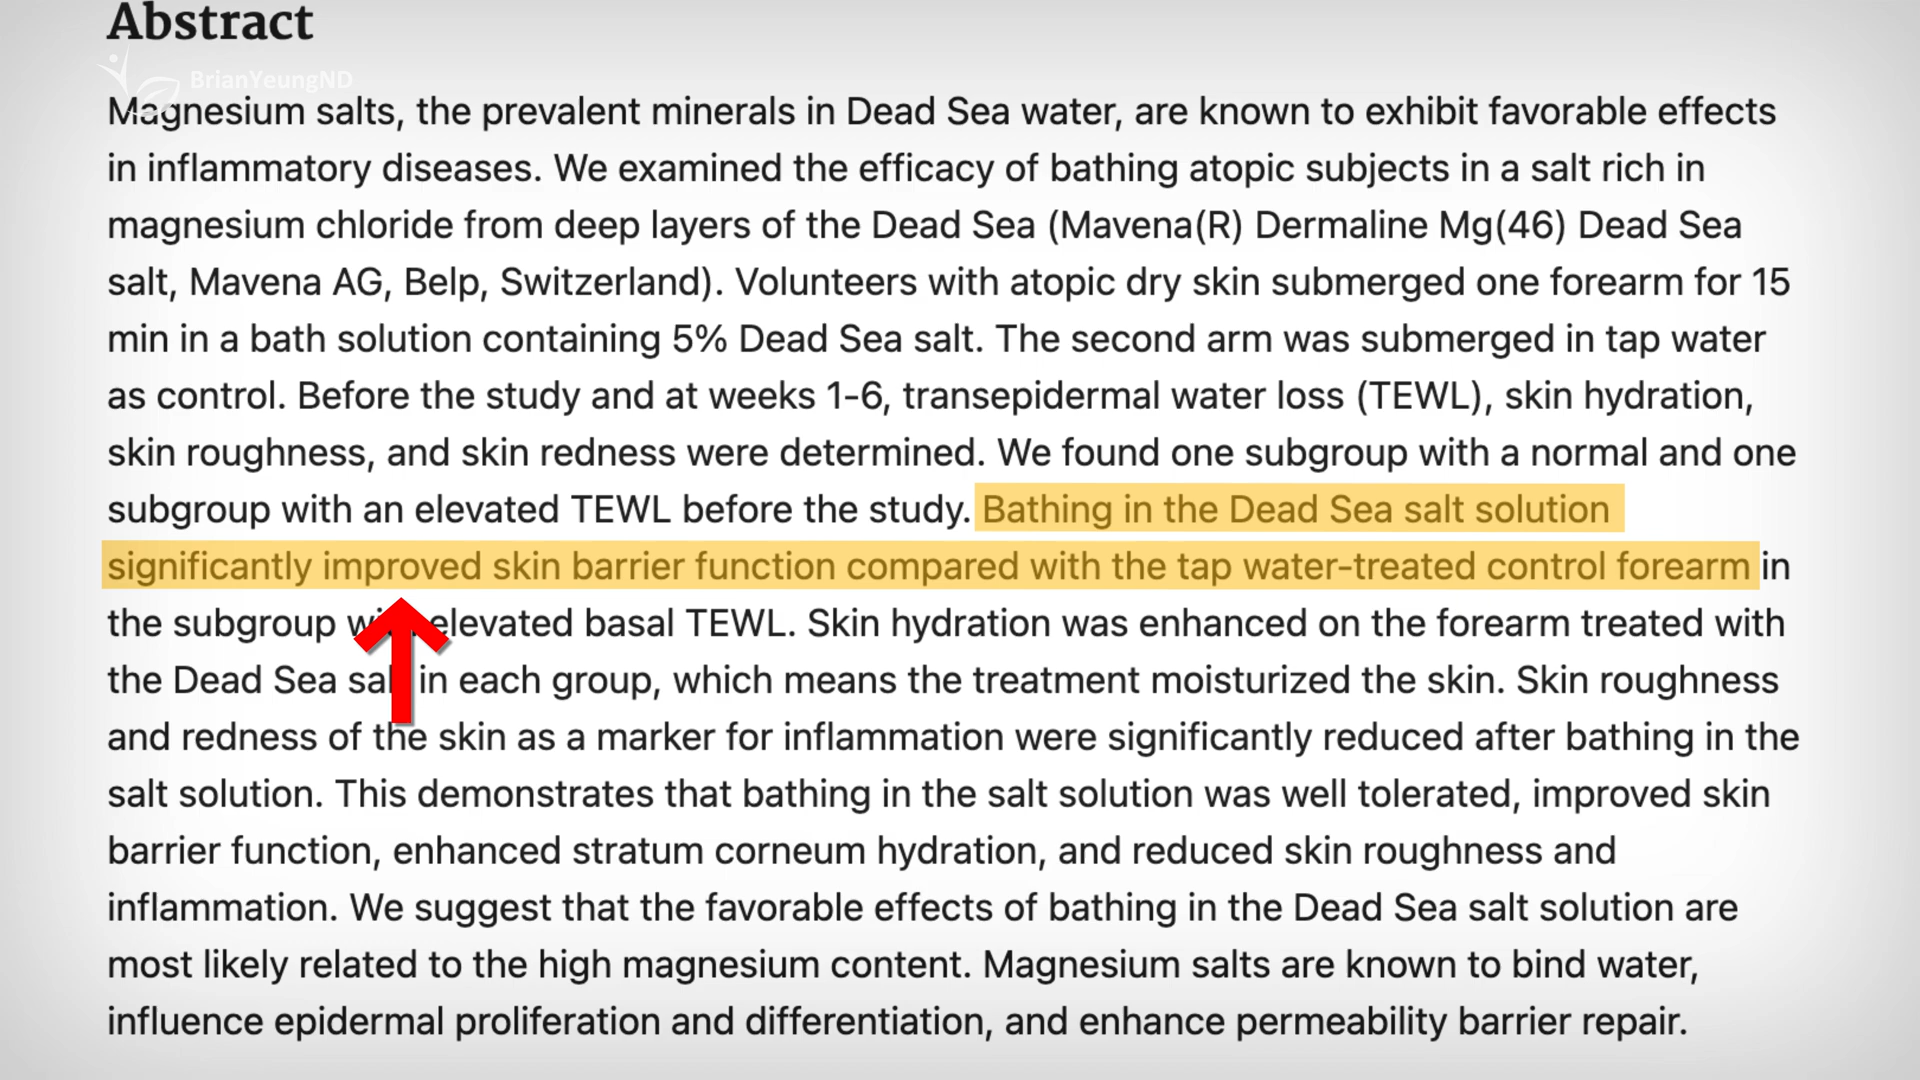 Abstract
BrianYeungND
Magnesium salts, the prevalent minerals in Dead Sea water, are known to exhibit favorable effects
in inflammatory diseases. We examined the efficacy of bathing atopic subjects in a salt rich in
magnesium chloride from deep layers of the Dead Sea (Mavena(R) Dermaline Mg(46) Dead Sea
salt, Mavena AG, Belp, Switzerland). Volunteers with atopic dry skin submerged one forearm for 15
min in a bath solution containing 5% Dead Sea salt. The second arm was submerged in tap water
as control. Before the study and at weeks 1-6, transepidermal water loss (TEWL), skin hydration,
skin roughness, and skin redness were determined. We found one subgroup with a normal and one
subgroup with an elevated TEWL before the study. Bathing in the Dead Sea salt solution
significantly improved skin barrier function compared with the tap water-treated control forearm in
the subgroup elevated basal TEWL. Skin hydration was enhanced on the forearm treated with
the Dead Sea in each group, which means the treatment moisturized the skin. Skin roughness
and redness of the skin as a marker for inflammation were significantly reduced after bathing in the
salt solution. This demonstrates that bathing in the salt solution was well tolerated, improved skin
barrier function, enhanced stratum corneum hydration, and reduced skin roughness and
inflammation. We suggest that the favorable effects of bathing in the Dead Sea salt solution are
most likely related to the high magnesium content. Magnesium salts are known to bind water,
influence epidermal proliferation and differentiation, and enhance permeability barrier repair.